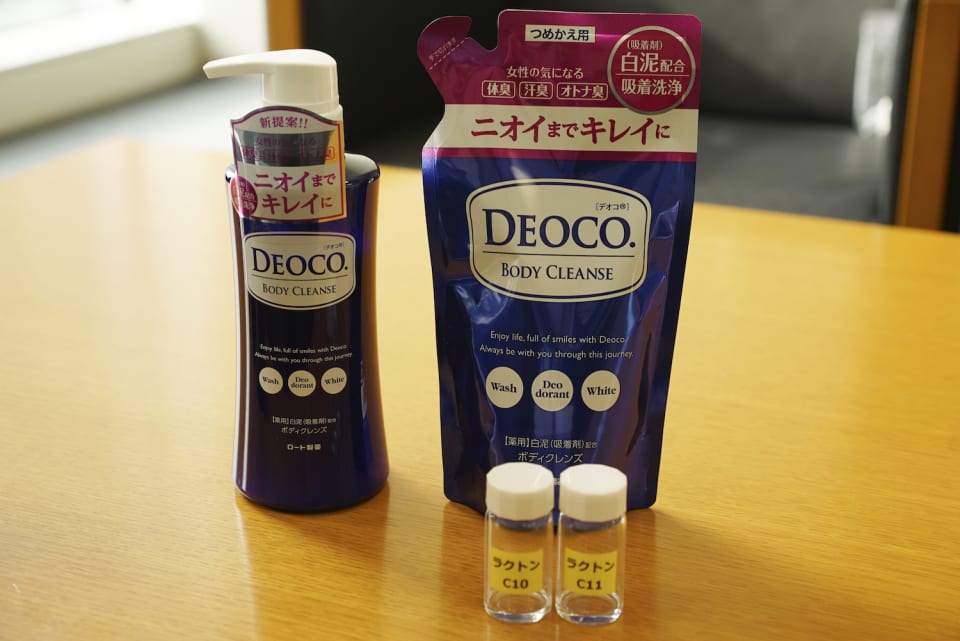 新提案!!
女性の気になる
ニオイまで
キレイに
[デオコ®]
DEOCO.
BODY CLEANSE
Enjoy life, full of smiles with Deoco.
Always be with you through this journey.
Wash
Deo
dorant
White
【薬用】白泥(吸着剤)配合
ボディクレンズ
ロート製薬
つめかえ用
(吸着剤)
白泥配合
吸着洗浄
女性の気になる
体臭 汗臭 オトナ臭
ニオイまでキレイに
[デオコ®]
DEOCO.
BODY CLEANSE
Enjoy life, full of smiles with Deoco.
Always be with you through this journey.
Wash
Deo
dorant
White
【薬用】白泥(吸着剤)配合
ボディクレンズ
ラクトン
C10
ラクトン
C11